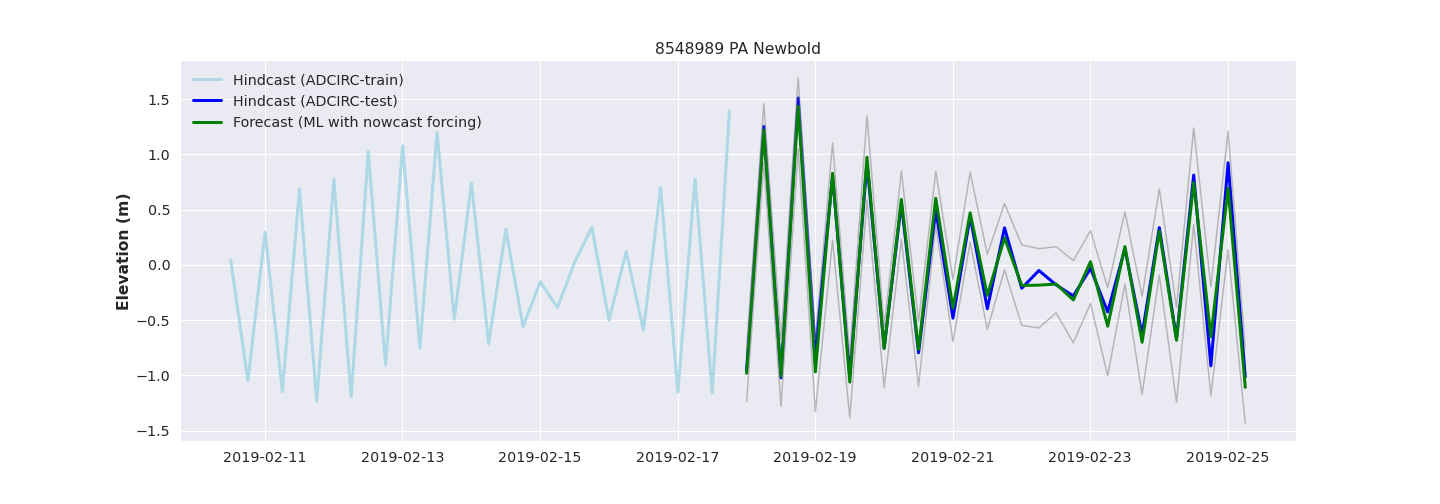 8548989 PA Newbold
Hindcast (ADCIRC-train)
Hindcast (ADCIRC-test)
Forecast (ML with nowcast forcing)
Elevation (m)
1.5
1.0
0.5
0.0
−0.5
−1.0
−1.5
2019-02-11 2019-02-13 2019-02-15 2019-02-17 2019-02-19 2019-02-21 2019-02-23 2019-02-25